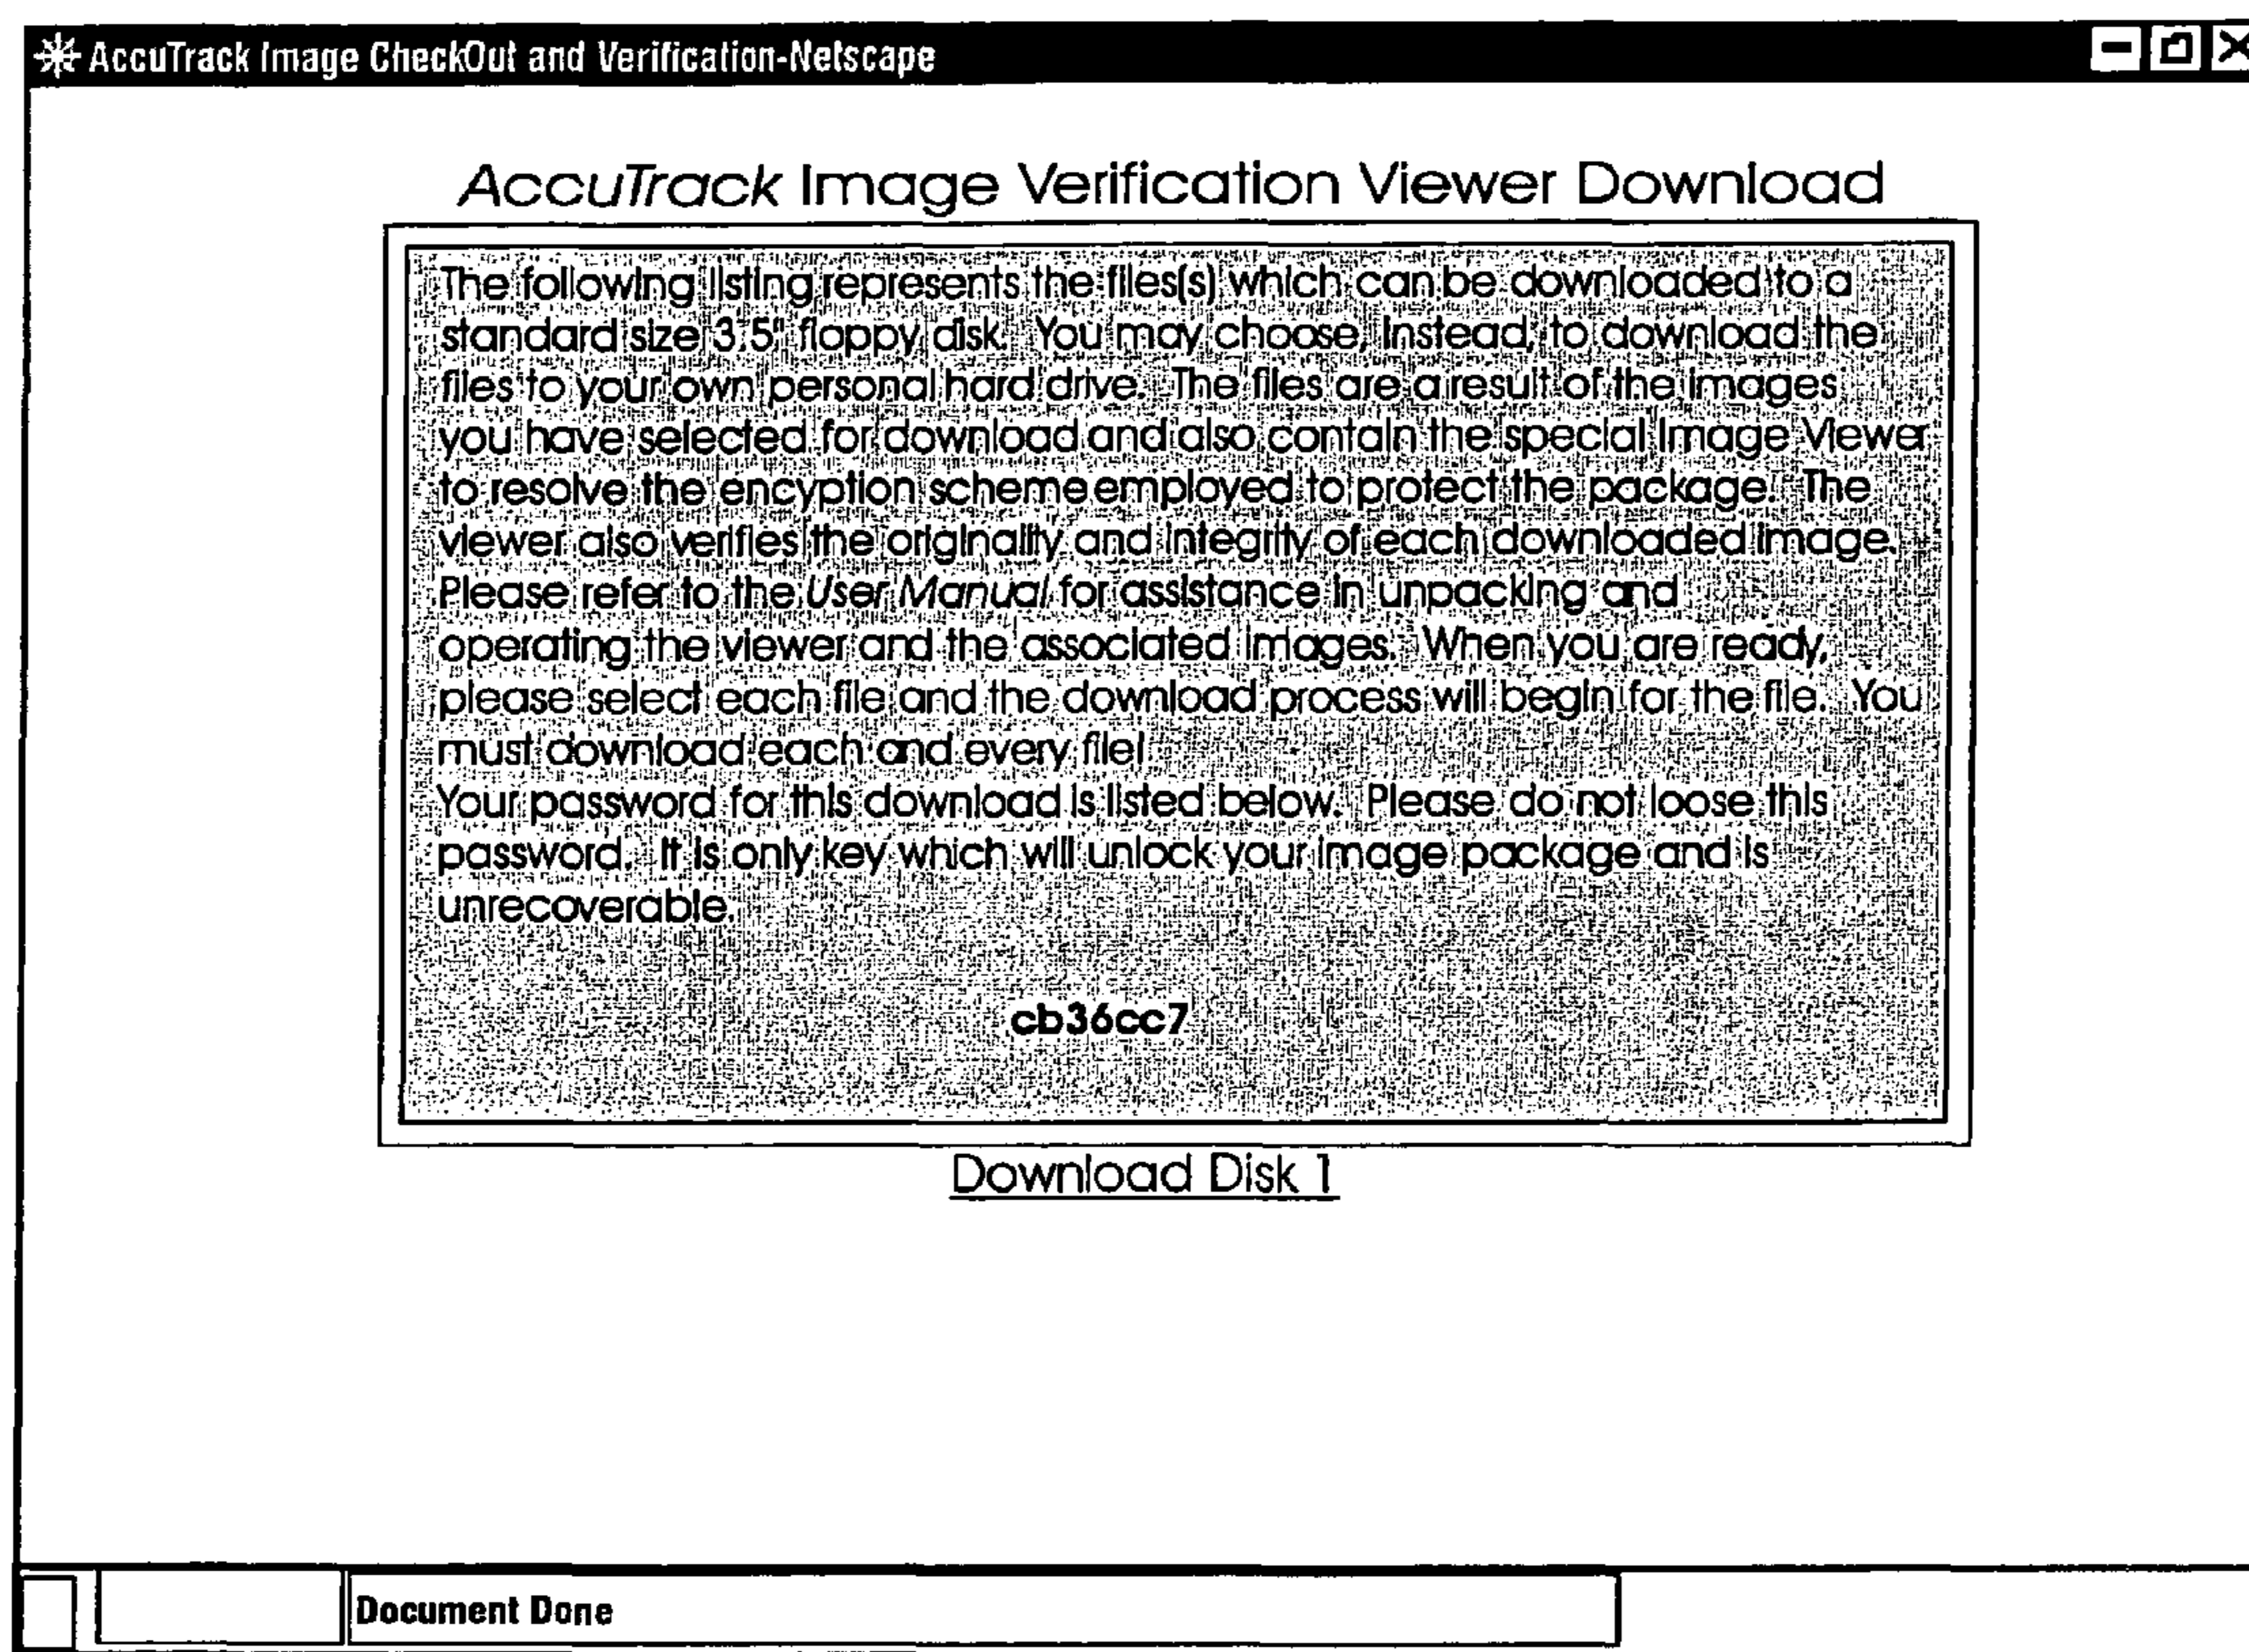 AccuTrack Image CheckOut and Verification-Netscape
AccuTrack Image Verification Viewer Download
The following listing represents the files(s) which can be downloaded to a
standard size 3.5" floppy disk. You may choose, instead, to download the
files to your own personal hard drive. The files are a result of the images
you have selected for download and also contain the special Image Viewer
to resolve the encyption scheme employed to protect the package. The
viewer also verifies the originality and integrity of each downloaded image.
Please refer to the User Manual for assistance in unpacking and
operating the viewer and the associated images. When you are ready,
please select each file and the download process will begin for the file. You
must download each and every file!
Your password for this download is listed below. Please do not loose this
password. It is only key which will unlock your image package and is
unrecoverable.
cb36cc7
Download Disk 1
Document Done